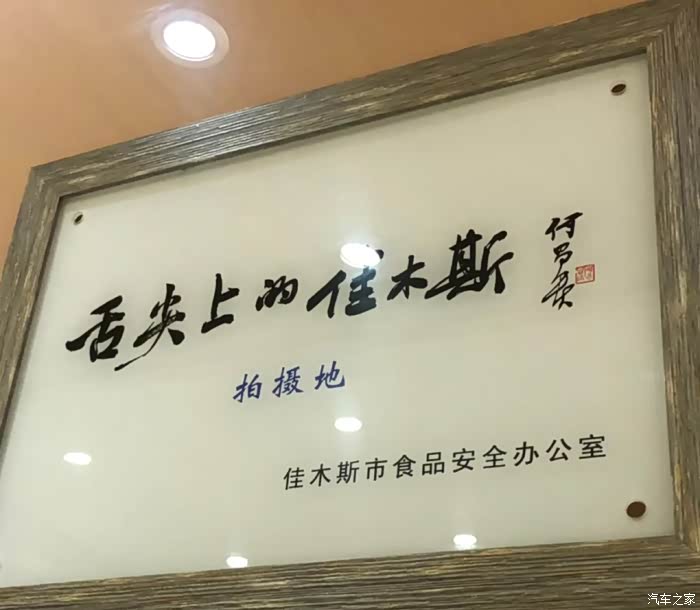 舌尖上的佳木斯
拍摄地
佳木斯市食品安全办公室
汽车之家